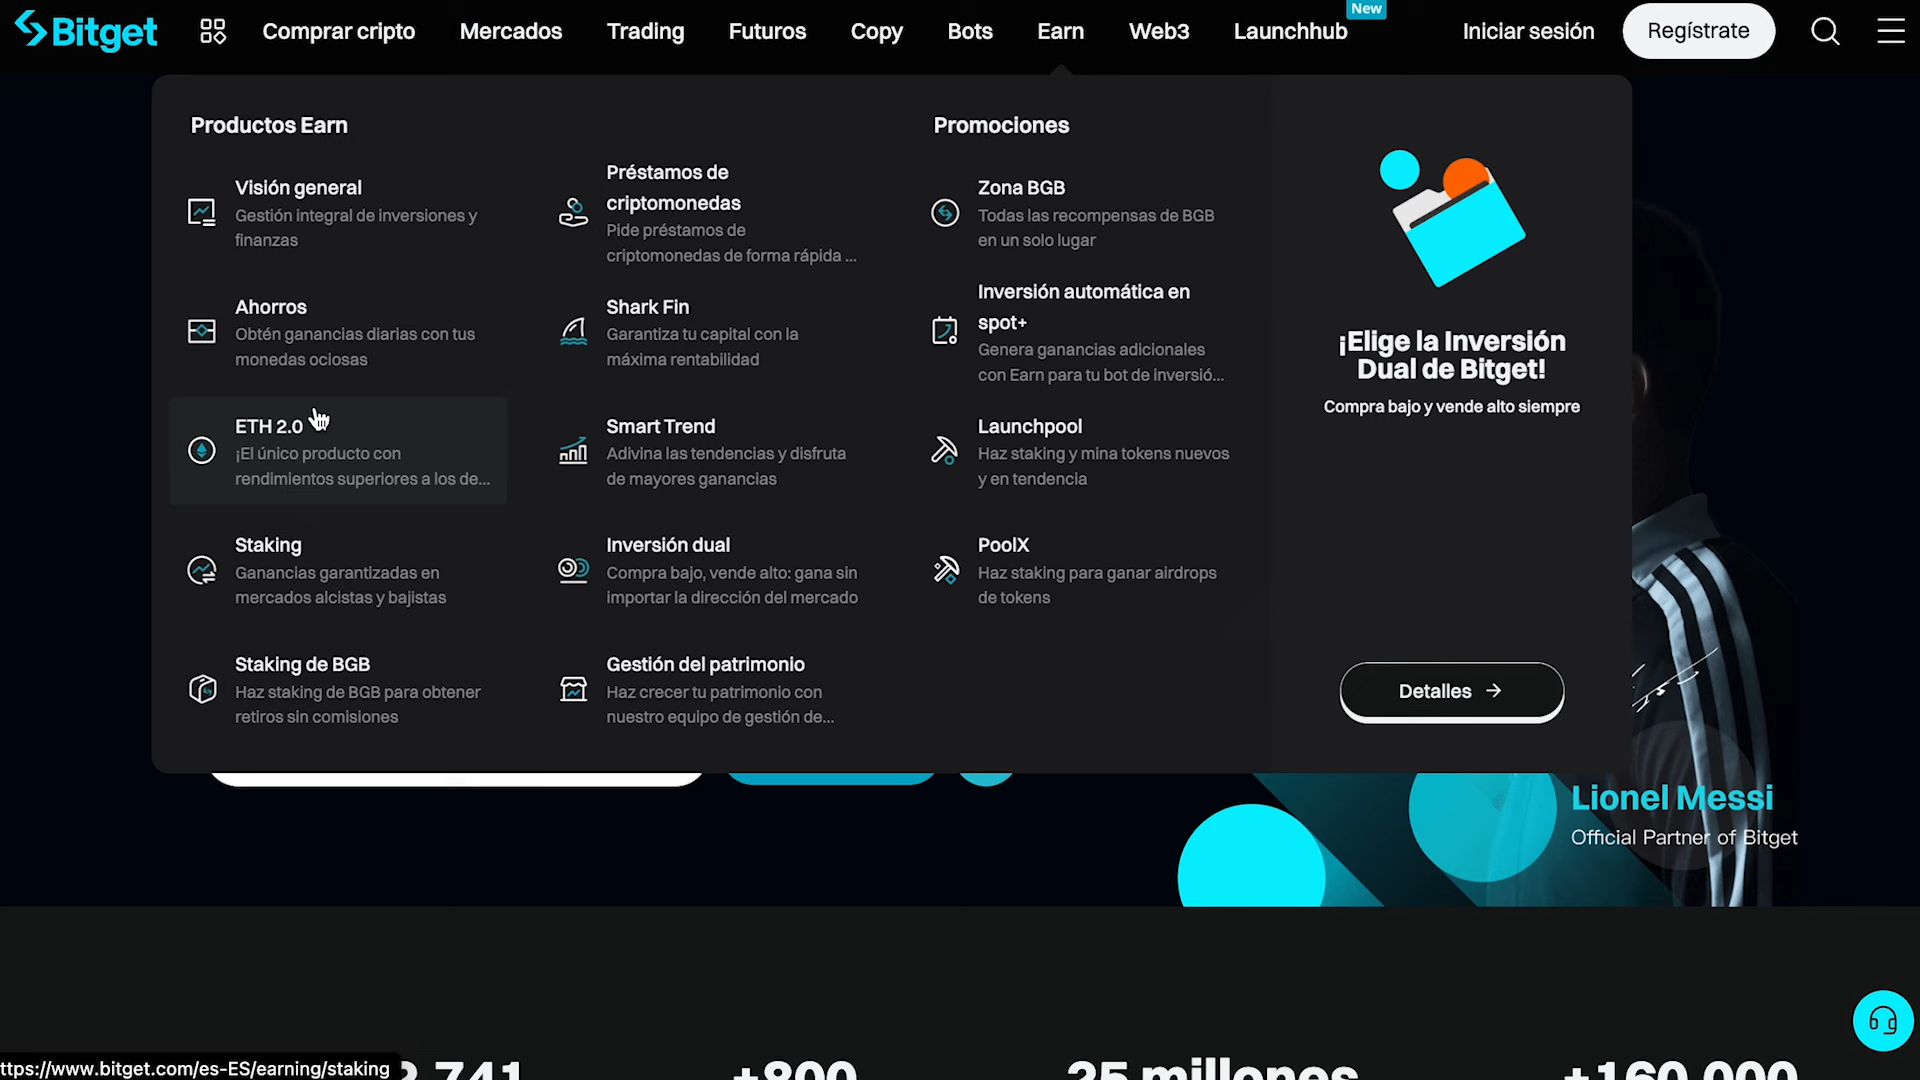 Bitget
Comprar cripto
Mercados
Trading
Futuros
Copy
Bots
Earn
Web3
Launchhub
New
Iniciar sesión
Regístrate
Productos Earn
Visión general
Gestión integral de inversiones y
finanzas
Ahorros
Obtén ganancias diarias con tus
monedas ociosas
ETH 2.0
¡El único producto con
rendimientos superiores a los de...
Staking
Ganancias garantizadas en
mercados alcistas y bajistas
Staking de BGB
Haz staking de BGB para obtener
retiros sin comisiones
Préstamos de
criptomonedas
Pide préstamos de
criptomonedas de forma rápida ...
Shark Fin
Garantiza tu capital con la
máxima rentabilidad
Smart Trend
Adivina las tendencias y disfruta
de mayores ganancias
Inversión dual
Compra bajo, vende alto: gana sin
importar la dirección del mercado
Gestión del patrimonio
Haz crecer tu patrimonio con
nuestro equipo de gestión de...
Promociones
Zona BGB
Todas las recompensas de BGB
en un solo lugar
Inversión automática en
spot+
Genera ganancias adicionales
con Earn para tu bot de inversió...
Launchpool
Haz staking y mina tokens nuevos
y en tendencia
PoolX
Haz staking para ganar airdrops
de tokens
¡Elige la Inversión
Dual de Bitget!
Compra bajo y vende alto siempre
Detalles
Lionel Messi
Official Partner of Bitget
ttps://www.bitget.com/es-ES/earning/staking
+800
25 millones
+160.000